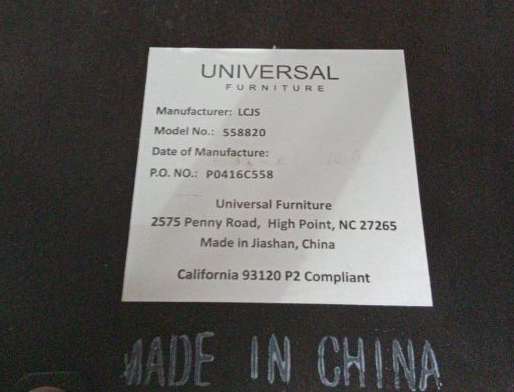 UNIVERSAL
FURNITURE
Manufacturer: LCJS
Model No.: 558820
Date of Manufacture:
P.O. NO.: P0416C558
Universal Furniture
2575 Penny Road, High Point, NC 27265
Made in Jiashan, China
California 93120 P2 Compliant
MADE IN CHINA